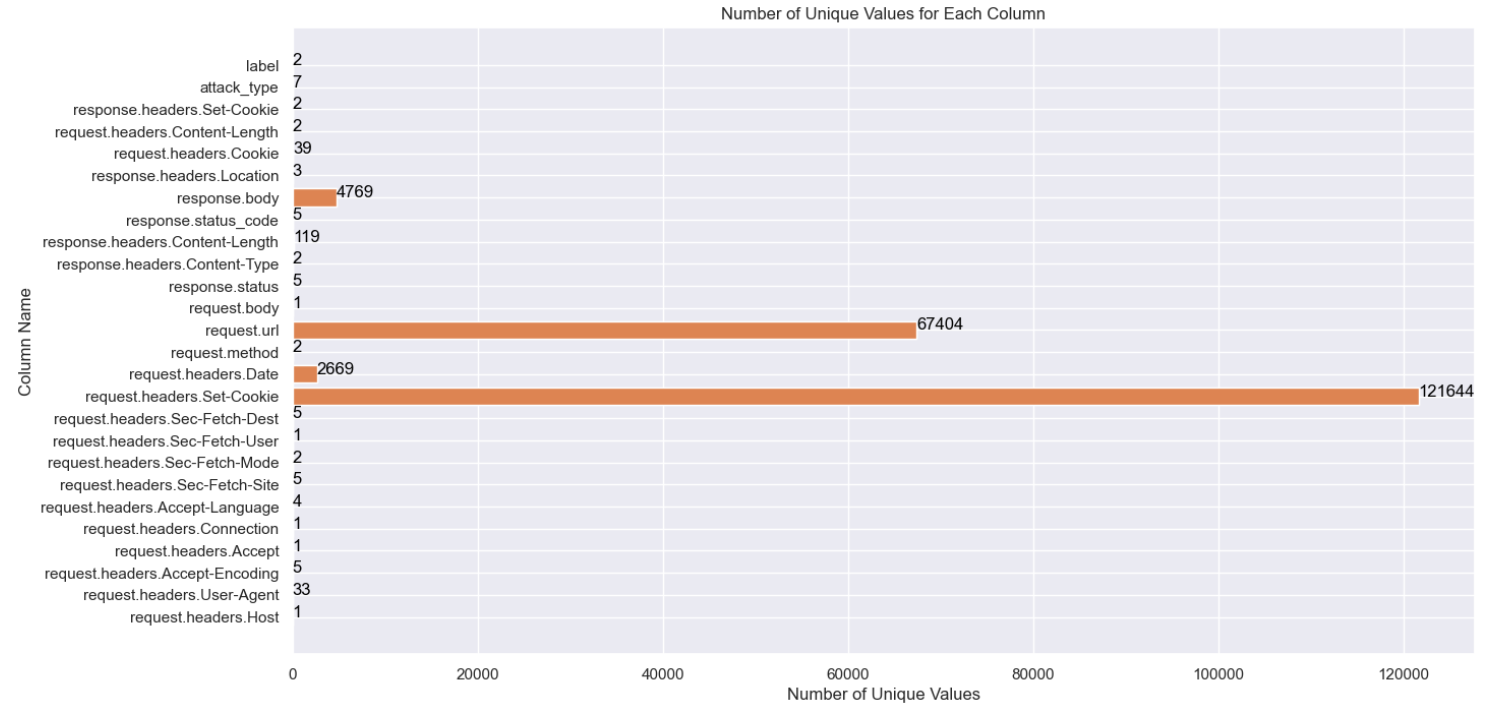 Number of Unique Values for Each Column
label 2
attack_type 7
response.headers.Set-Cookie 2
request.headers.Content-Length 2
request.headers.Cookie 39
response.headers.Location 3
response.body 4769
response.status_code 5
response.headers.Content-Length 119
response.headers.Content-Type 2
response.status 5
request.body 1
request.url 67404
request.method 2
request.headers.Date 2669
request.headers.Set-Cookie 121644
request.headers.Sec-Fetch-Dest 5
request.headers.Sec-Fetch-User 1
request.headers.Sec-Fetch-Mode 2
request.headers.Sec-Fetch-Site 5
request.headers.Accept-Language 4
request.headers.Connection 1
request.headers.Accept 1
request.headers.Accept-Encoding 5
request.headers.User-Agent 33
request.headers.Host 1
Column Name
0 20000 40000 60000 80000 100000 120000
Number of Unique Values